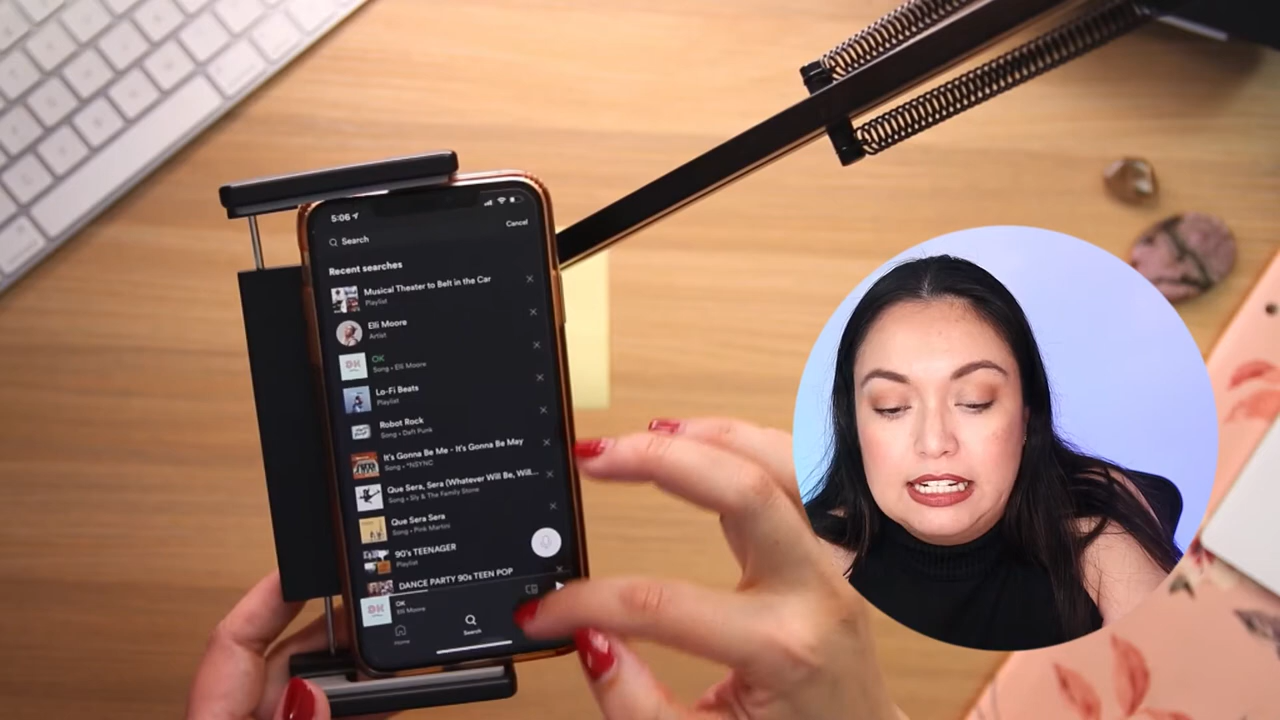 5:06
Search
Cancel
Recent searches
Musical Theater to Belt in the Car
Playlist
Elli Moore
Artist
OK
Song • Elli Moore
Lo-Fi Beats
Playlist
Robot Rock
Song • Daft Punk
It's Gonna Be Me - It's Gonna Be May
Song • *NSYNC
Que Sera, Sera (Whatever Will Be, Will...
Song • Sly & The Family Stone
Que Sera Sera
Song • Pink Martini
90's TEENAGER
Playlist
DANCE PARTY 90s TEEN POP
OK
Elli Moore
Home
Search